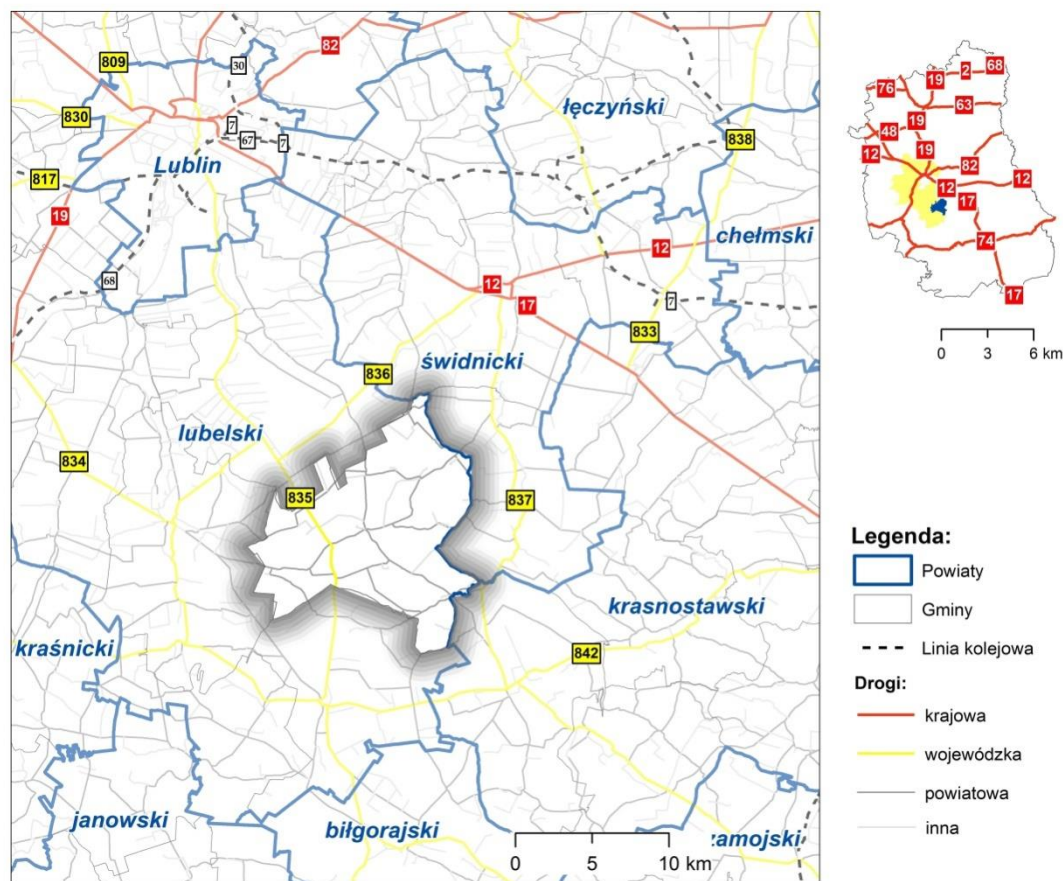 809
82
30
830
7
67
7
łęczyński
838
Lublin
817
19
chełmski
12
68
12
17
7
833
świdnicki
836
lubelski
834
835
837
krasnostawski
kraśnicki
842
janowski
biłgorajski
zamojski
0 5 10 km
68
2
19
76
63
19
48
19
12
82
12
12
17
74
17
0 3 6 km
Legenda:
Powiaty
Gminy
Linia kolejowa
Drogi:
krajowa
wojewódzka
powiatowa
inna